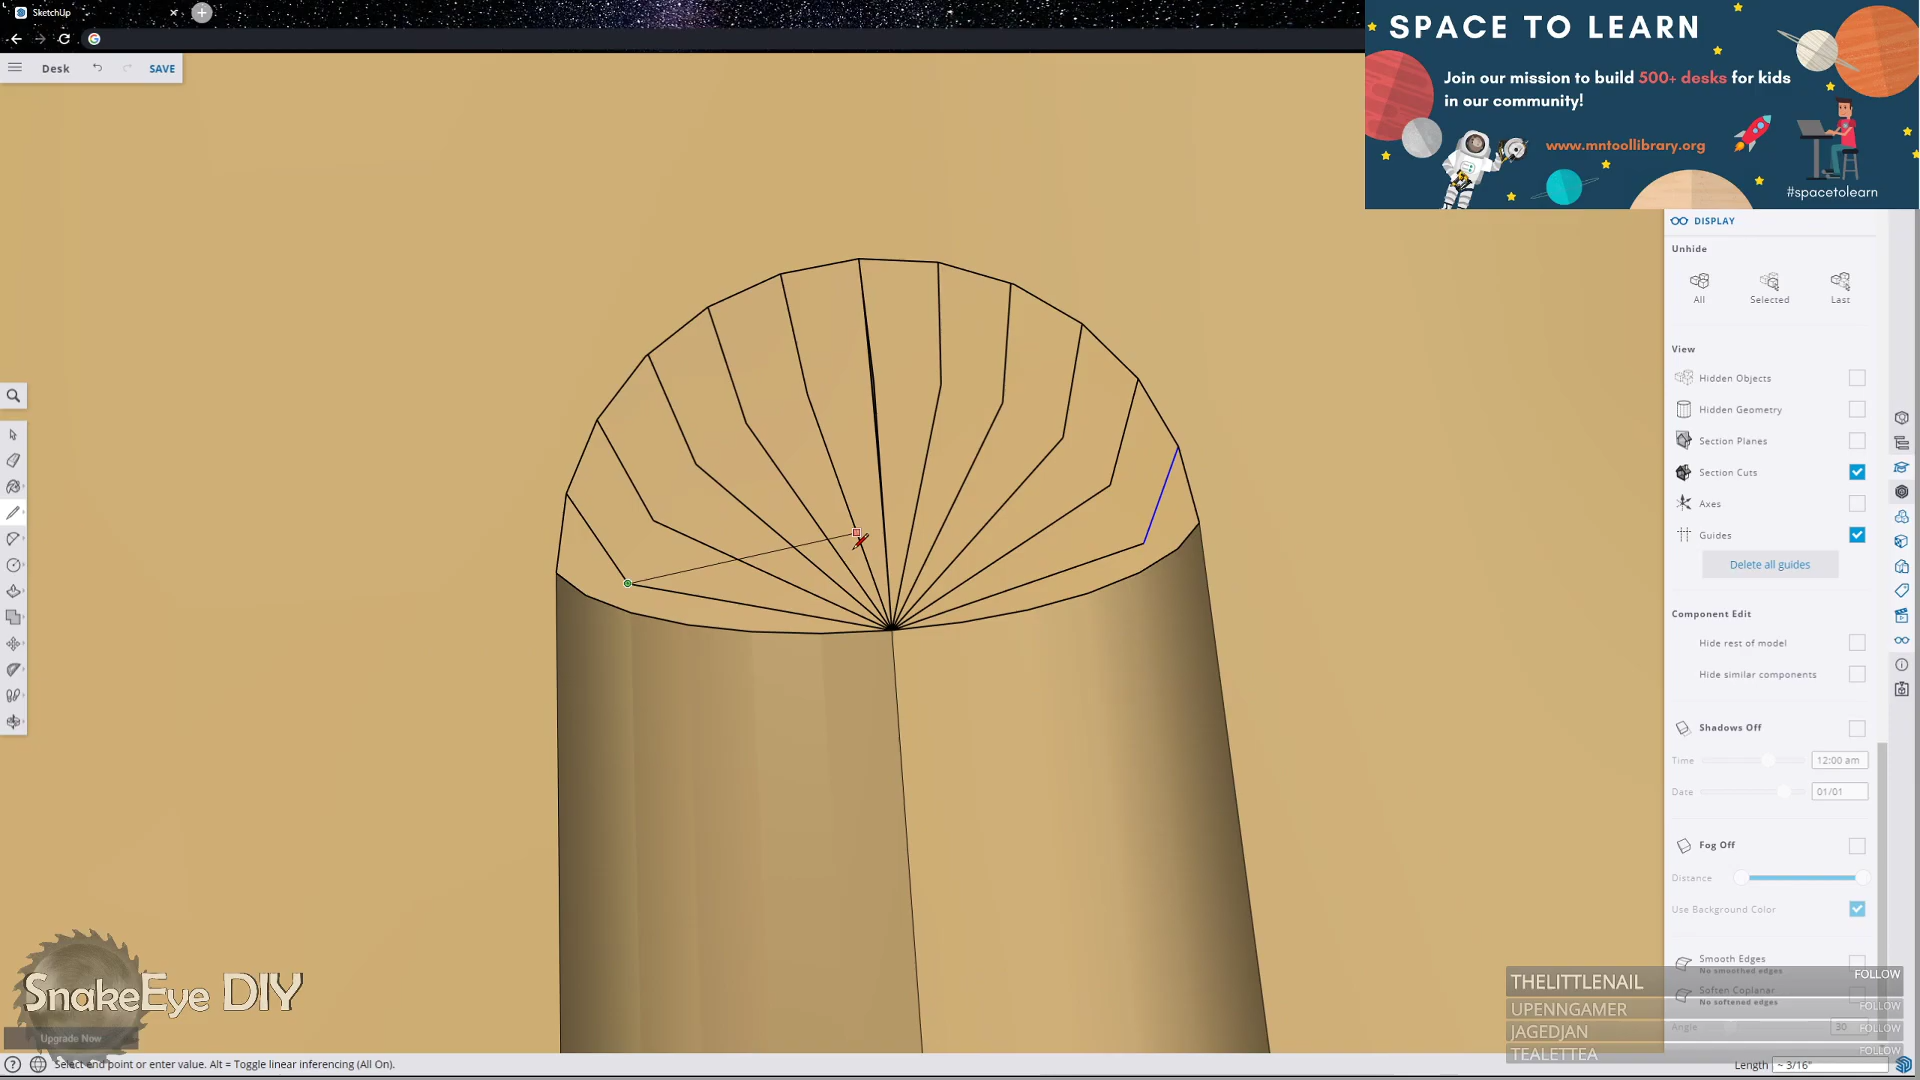 SketchUp
Desk
SAVE
SPACE TO LEARN
Join our mission to build 500+ desks for kids
in our community!
www.mntoollibrary.org
#spacetolearn
DISPLAY
Unhide
All
Selected
Last
View
Hidden Objects
Hidden Geometry
Section Planes
Section Cuts
Axes
Guides
Delete all guides
Component Edit
Hide rest of model
Hide similar components
Shadows Off
Time
12:00 am
Date
01/01
Fog Off
Distance
Use Background Color
Smooth Edges
No smoothed edges
Soften Coplanar
No softened edges
Angle
30
THELITTLENAIL FOLLOW
UPENNGAMER FOLLOW
JAGEDJAN FOLLOW
TEALETTEA FOLLOW
SnakeEye DIY
Upgrade Now
Select end point or enter value. Alt = Toggle linear inferencing (All On).
Length ~ 3/16"